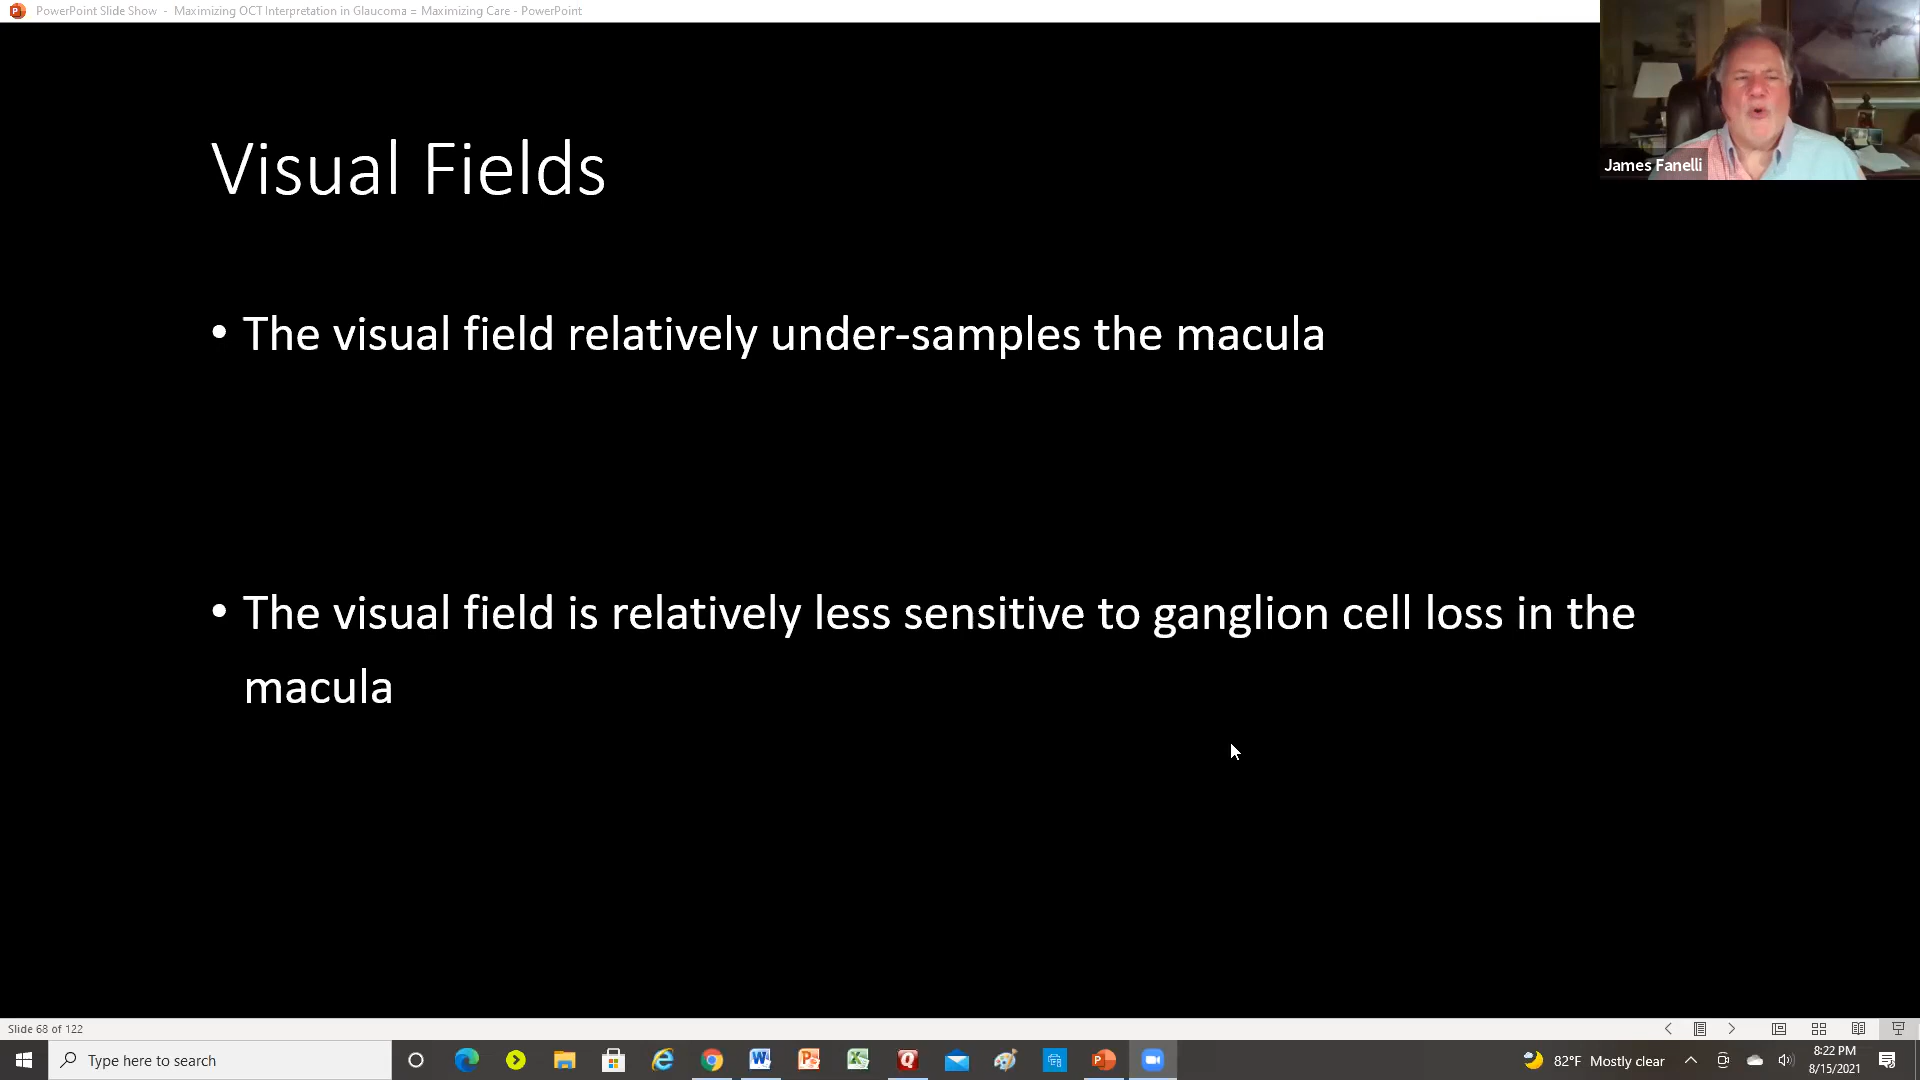 PowerPoint Slide Show - Maximizing OCT Interpretation in Glaucoma = Maximizing Care - PowerPoint
James Fanelli
Visual Fields
• The visual field relatively under-samples the macula
• The visual field is relatively less sensitive to ganglion cell loss in the
macula
Slide 68 of 122
Type here to search
82°F Mostly clear
8:22 PM
8/15/2021